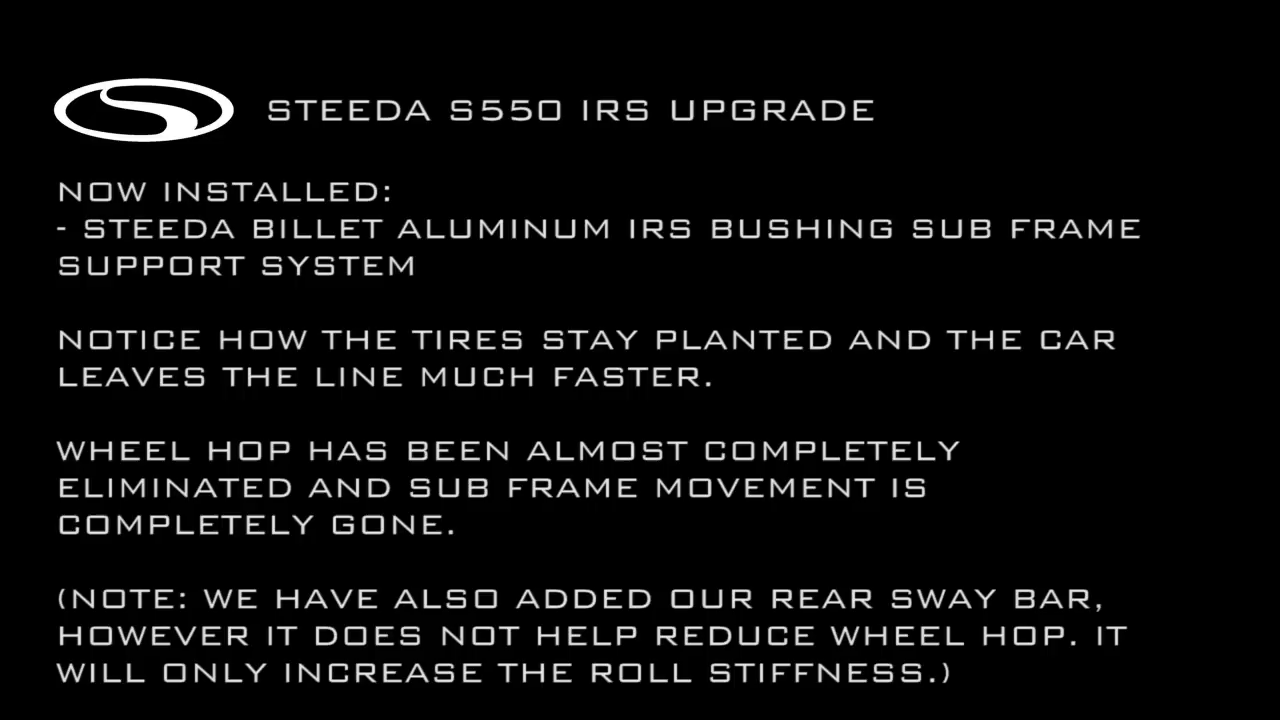 STEEDA S550 IRS UPGRADE
NOW INSTALLED:
- STEEDA BILLET ALUMINUM IRS BUSHING SUB FRAME
SUPPORT SYSTEM
NOTICE HOW THE TIRES STAY PLANTED AND THE CAR
LEAVES THE LINE MUCH FASTER.
WHEEL HOP HAS BEEN ALMOST COMPLETELY
ELIMINATED AND SUB FRAME MOVEMENT IS
COMPLETELY GONE.
(NOTE: WE HAVE ALSO ADDED OUR REAR SWAY BAR,
HOWEVER IT DOES NOT HELP REDUCE WHEEL HOP. IT
WILL ONLY INCREASE THE ROLL STIFFNESS.)